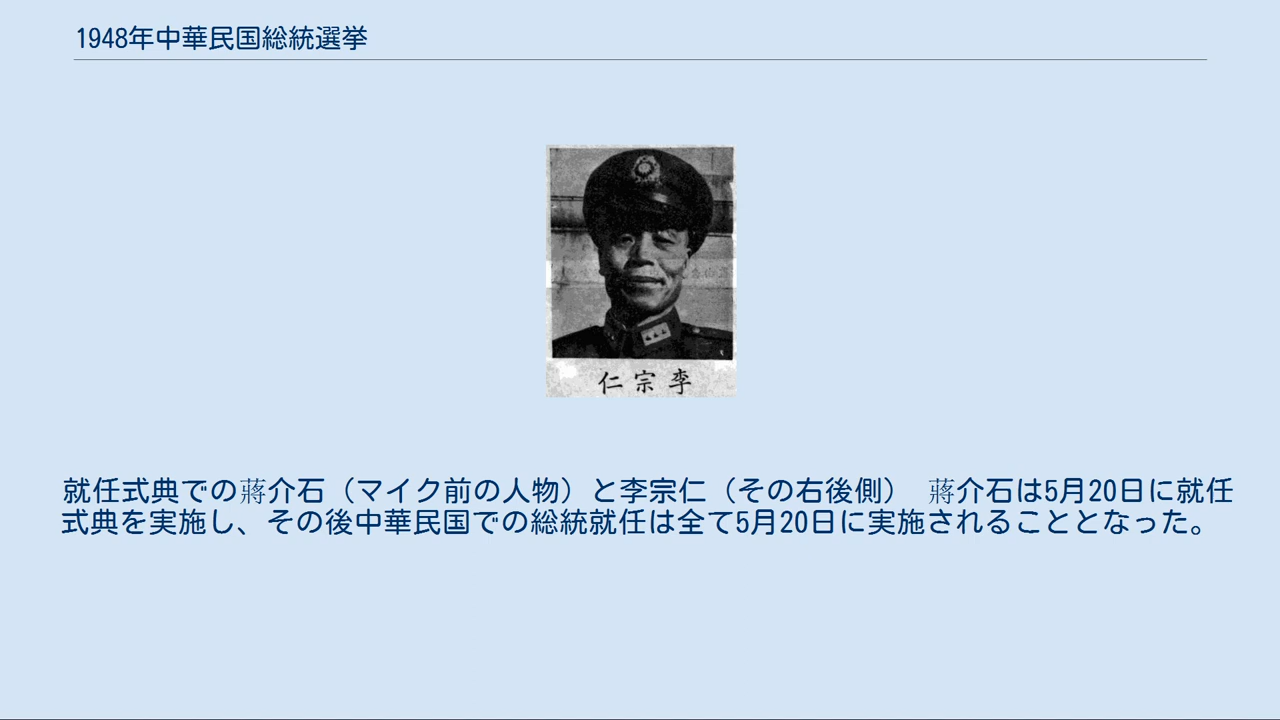 1948年中華民国総統選挙
仁宗李
就任式典での蔣介石（マイク前の人物）と李宗仁（その右後側）　蔣介石は5月20日に就任
式典を実施し、その後中華民国での総統就任は全て5月20日に実施されることとなった。